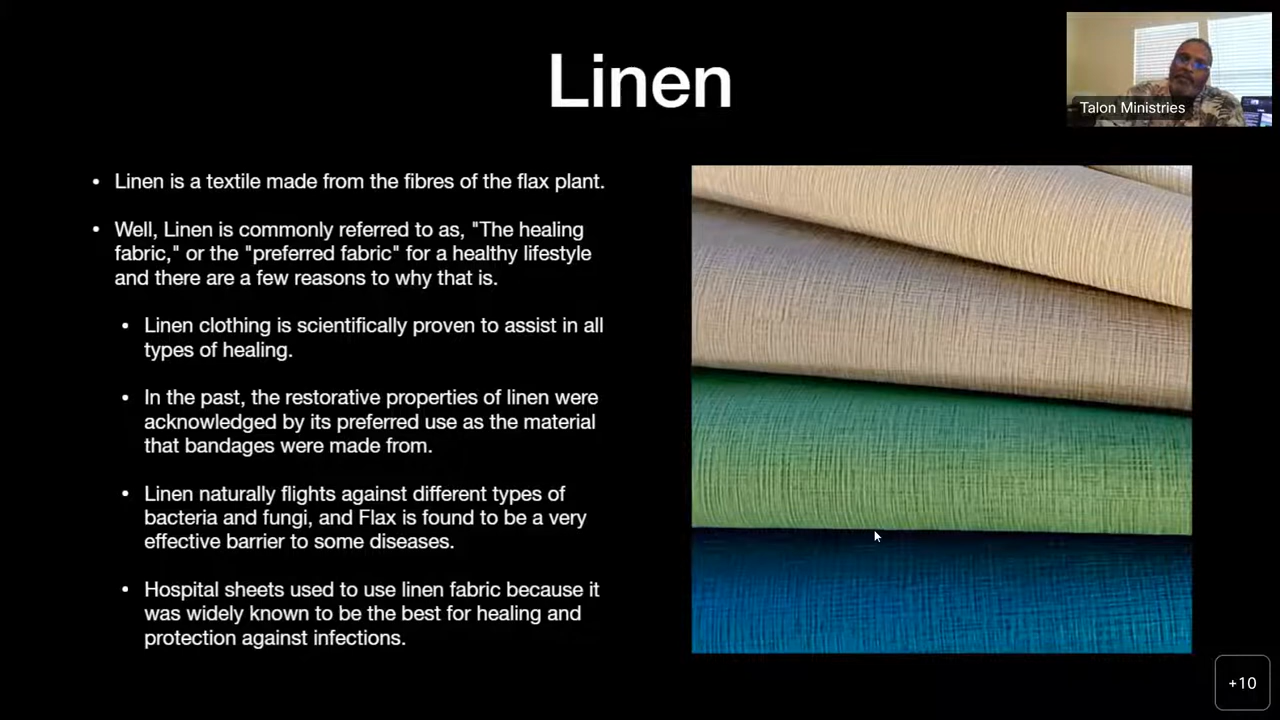 Linen
Talon Ministries
• Linen is a textile made from the fibres of the flax plant.
• Well, Linen is commonly referred to as, "The healing
fabric," or the "preferred fabric" for a healthy lifestyle
and there are a few reasons to why that is.
• Linen clothing is scientifically proven to assist in all
types of healing.
• In the past, the restorative properties of linen were
acknowledged by its preferred use as the material
that bandages were made from.
• Linen naturally flights against different types of
bacteria and fungi, and Flax is found to be a very
effective barrier to some diseases.
• Hospital sheets used to use linen fabric because it
was widely known to be the best for healing and
protection against infections.
+10